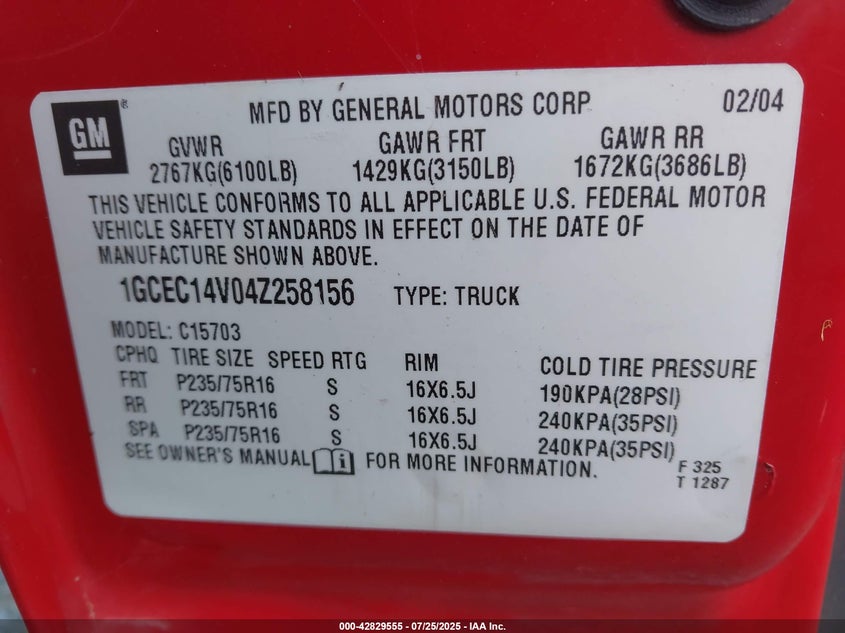 GM® MFD BY GENERAL MOTORS CORP 02/04
GVWR GAWR FRT GAWR RR
2767KG(6100LB) 1429KG(3150LB) 1672KG(3686LB)
THIS VEHICLE CONFORMS TO ALL APPLICABLE U.S. FEDERAL MOTOR
VEHICLE SAFETY STANDARDS IN EFFECT ON THE DATE OF
MANUFACTURE SHOWN ABOVE.
1GCEC14V04Z258156 TYPE: TRUCK
MODEL: C15703
CPHQ TIRE SIZE SPEED RTG RIM COLD TIRE PRESSURE
FRT P235/75R16 S 16X6.5J 190KPA(28PSI)
RR P235/75R16 S 16X6.5J 240KPA(35PSI)
SPA P235/75R16 S 16X6.5J 240KPA(35PSI)
SEE OWNER'S MANUAL i FOR MORE INFORMATION.
F 325
T 1287
000-42829555 - 07/25/2025 - IAA Inc.